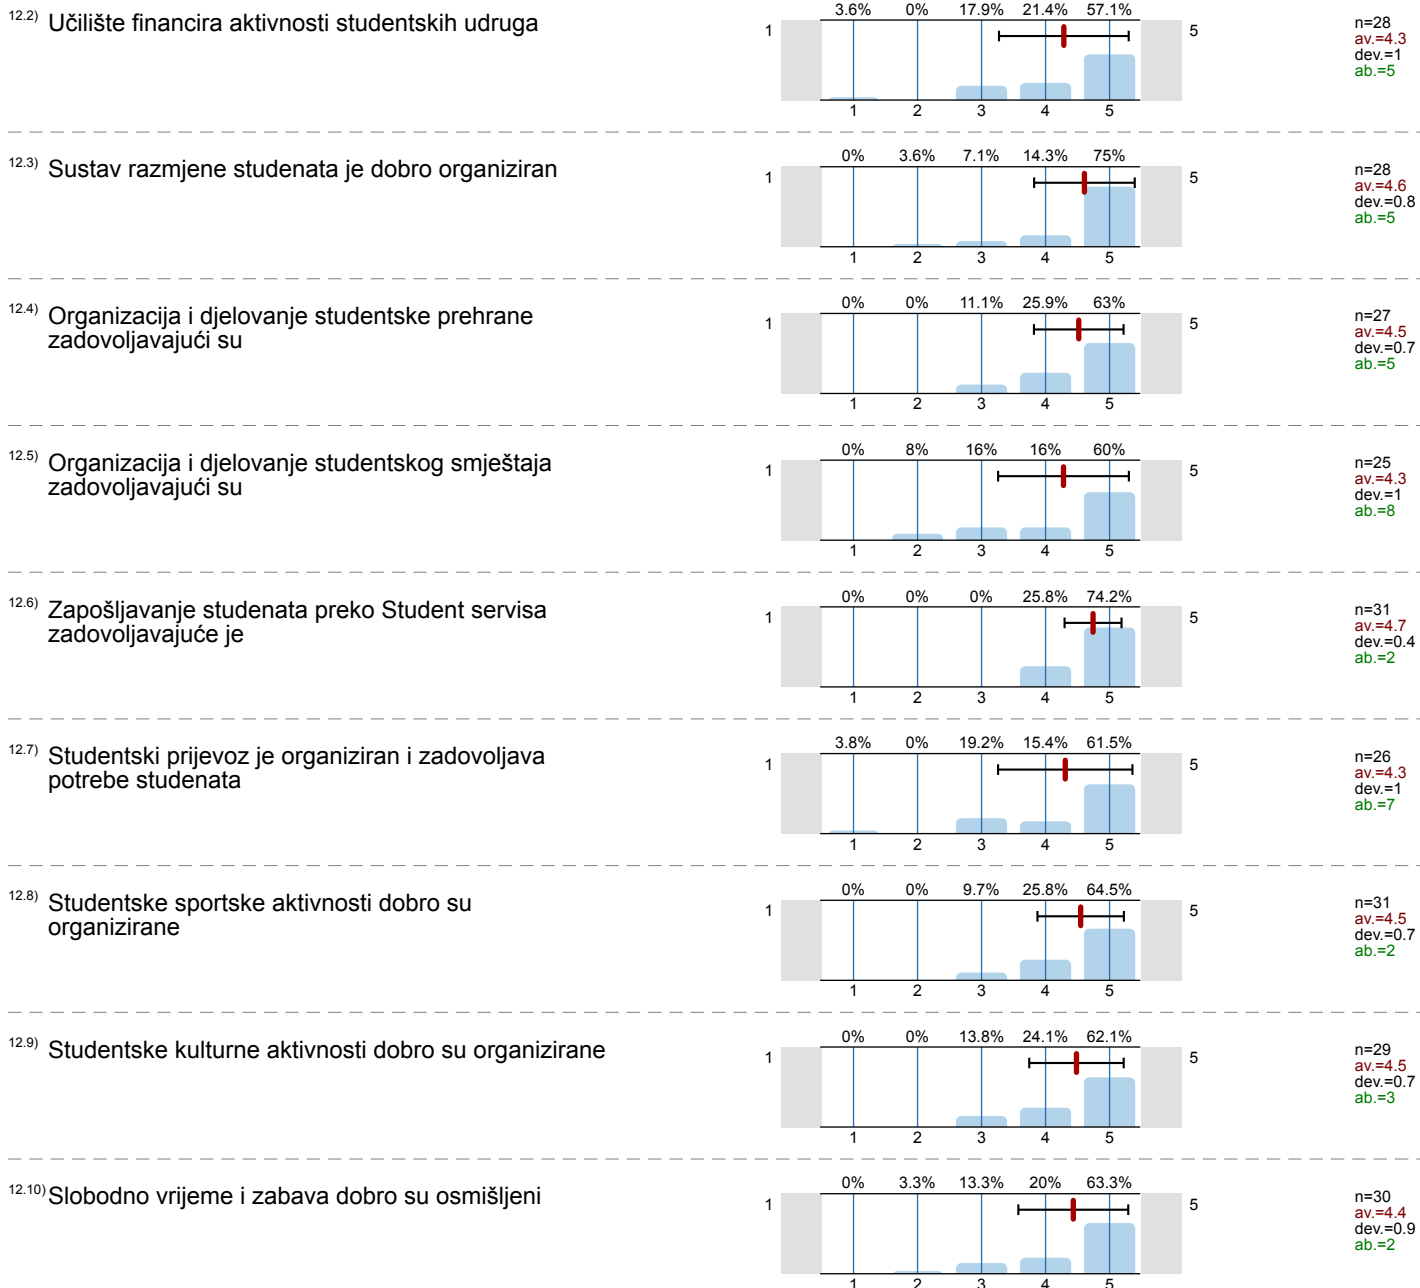 12.2) Učilište financira aktivnosti studentskih udruga
3.6% 0% 17.9% 21.4% 57.1%
1 5
1 2 3 4 5
n=28
av.=4.3
dev.=1
ab.=5
12.3) Sustav razmjene studenata je dobro organiziran
0% 3.6% 7.1% 14.3% 75%
1 5
1 2 3 4 5
n=28
av.=4.6
dev.=0.8
ab.=5
12.4) Organizacija i djelovanje studentske prehrane
zadovoljavajući su
0% 0% 11.1% 25.9% 63%
1 5
1 2 3 4 5
n=27
av.=4.5
dev.=0.7
ab.=5
12.5) Organizacija i djelovanje studentskog smještaja
zadovoljavajući su
0% 8% 16% 16% 60%
1 5
1 2 3 4 5
n=25
av.=4.3
dev.=1
ab.=8
12.6) Zapošljavanje studenata preko Student servisa
zadovoljavajuće je
0% 0% 0% 25.8% 74.2%
1 5
1 2 3 4 5
n=31
av.=4.7
dev.=0.4
ab.=2
12.7) Studentski prijevoz je organiziran i zadovoljava
potrebe studenata
3.8% 0% 19.2% 15.4% 61.5%
1 5
1 2 3 4 5
n=26
av.=4.3
dev.=1
ab.=7
12.8) Studentske sportske aktivnosti dobro su
organizirane
0% 0% 9.7% 25.8% 64.5%
1 5
1 2 3 4 5
n=31
av.=4.5
dev.=0.7
ab.=2
12.9) Studentske kulturne aktivnosti dobro su organizirane
0% 0% 13.8% 24.1% 62.1%
1 5
1 2 3 4 5
n=29
av.=4.5
dev.=0.7
ab.=3
12.10) Slobodno vrijeme i zabava dobro su osmišljeni
0% 3.3% 13.3% 20% 63.3%
1 5
1 2 3 4 5
n=30
av.=4.4
dev.=0.9
ab.=2